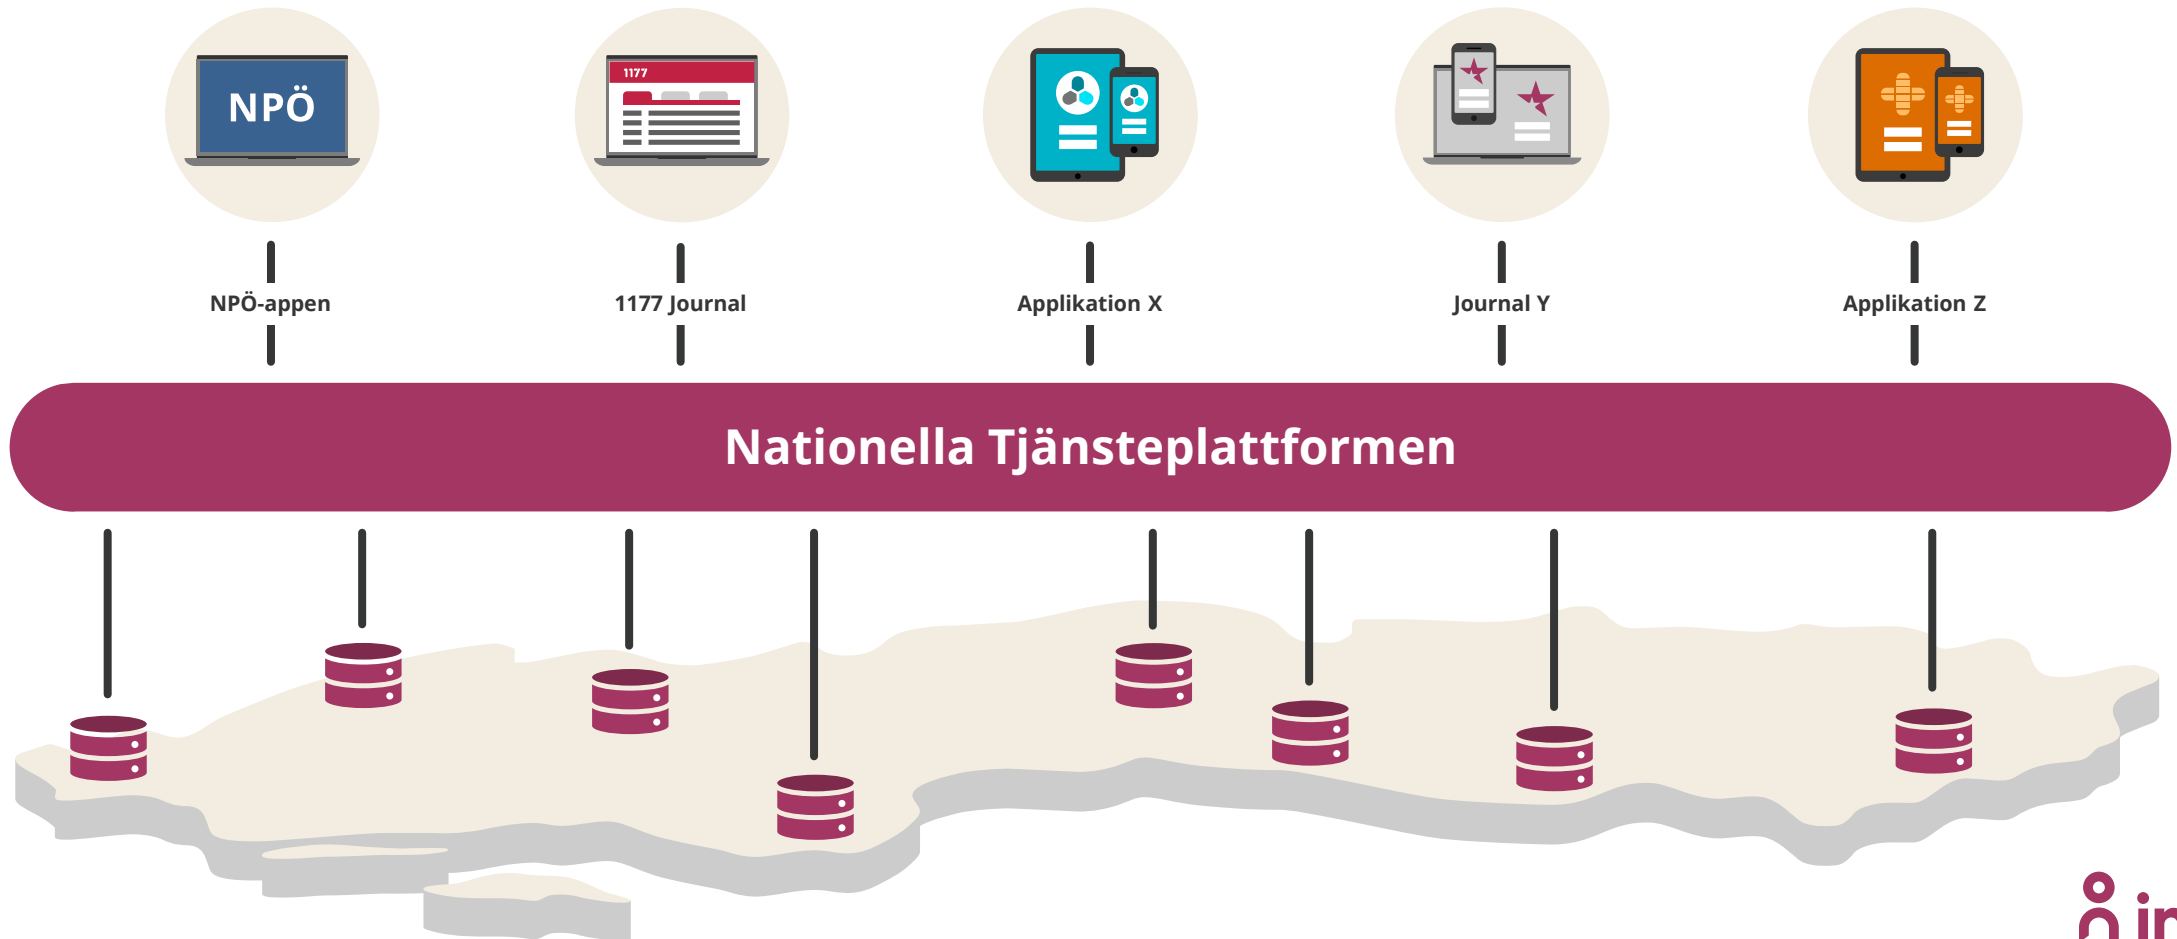 NPÖ
1177
NPÖ-appen
1177 Journal
Applikation X
Journal Y
Applikation Z
Nationella Tjänsteplattformen